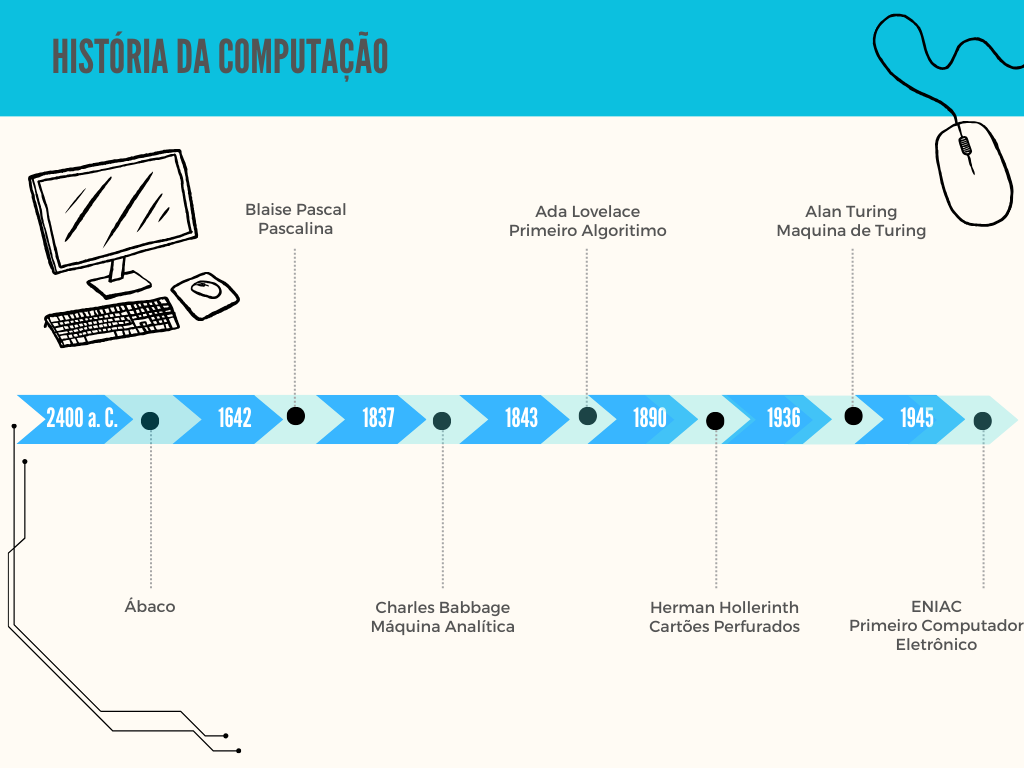 HISTÓRIA DA COMPUTAÇÃO
Blaise Pascal
Pascalina
Ada Lovelace
Primeiro Algoritimo
Alan Turing
Maquina de Turing
2400 a. C.
1642
1837
1843
1890
1936
1945
Ábaco
Charles Babbage
Máquina Analítica
Herman Hollerinth
Cartões Perfurados
ENIAC
Primeiro Computador
Eletrônico